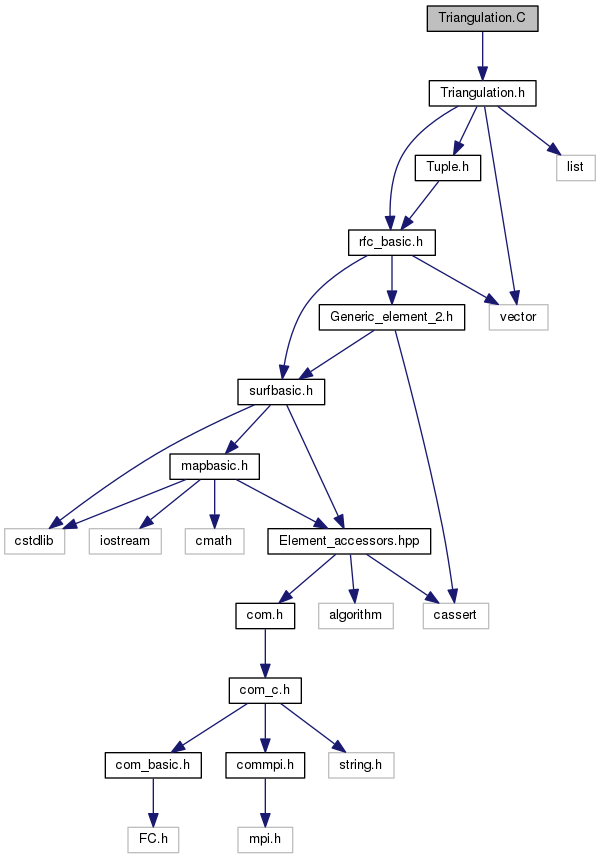 Triangulation.C
Triangulation.h
Tuple.h
list
rfc_basic.h
Generic_element_2.h
vector
surfbasic.h
mapbasic.h
cstdlib
iostream
cmath
Element_accessors.hpp
com.h
algorithm
cassert
com_c.h
com_basic.h
commpi.h
string.h
FC.h
mpi.h